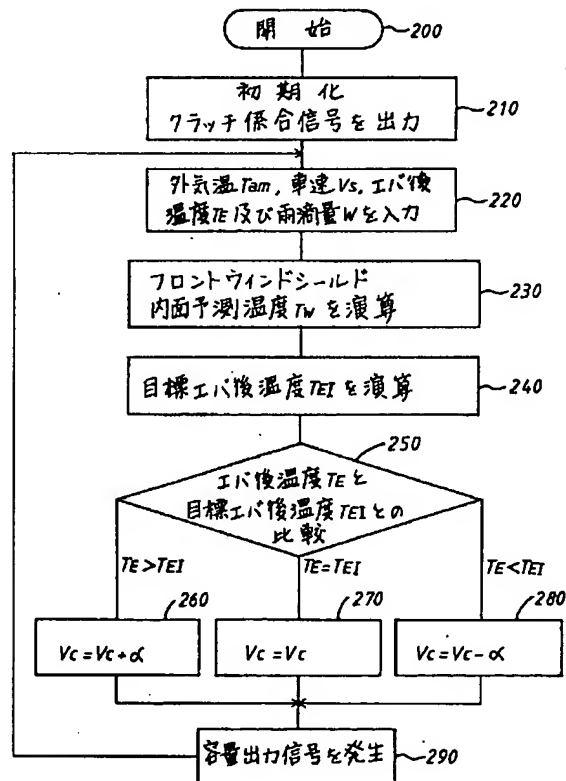 開始
200
初期化
クラッチ係合信号を出力
210
外気温Tam,車速Vs,エバ後
温度TE及び雨滴量Wを入力
220
フロントウィンドシールド
内面予測温度Twを演算
230
目標エバ後温度TEIを演算
240
250
エバ後温度TEと
目標エバ後温度TEIとの
比較
TE>TEI
TE=TEI
TE<TEI
260
270
280
Vc=Vc+α
Vc=Vc
Vc=Vc-α
容量出力信号を発生
290